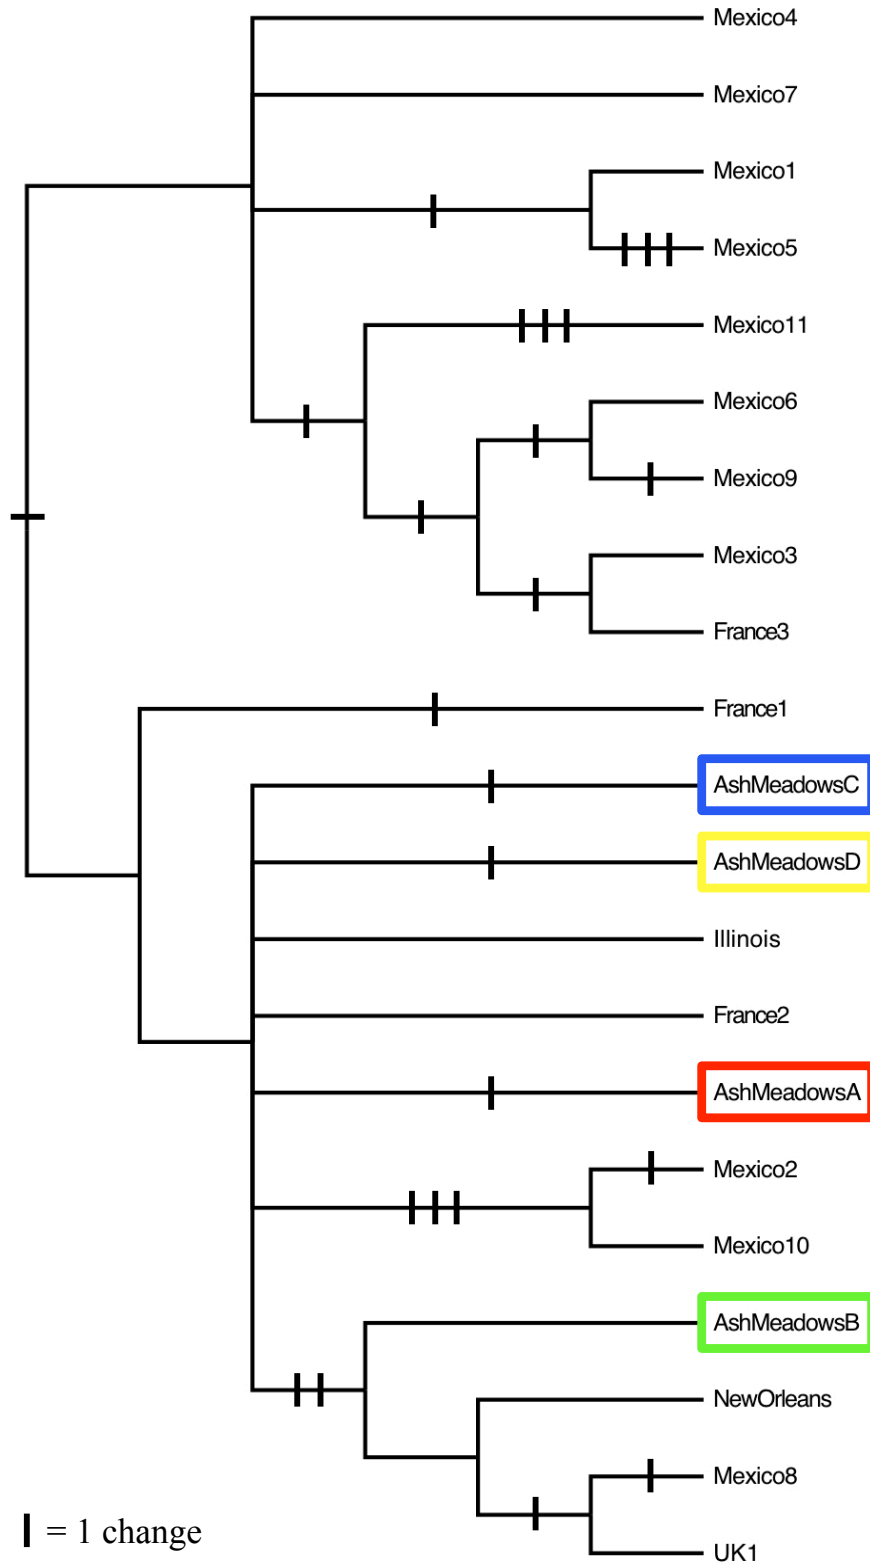 Mexico4
Mexico7
Mexico1
Mexico5
Mexico11
Mexico6
Mexico9
Mexico3
France3
France1
AshMeadowsC
AshMeadowsD
Illinois
France2
AshMeadowsA
Mexico2
Mexico10
AshMeadowsB
NewOrleans
Mexico8
= 1 change
UK1